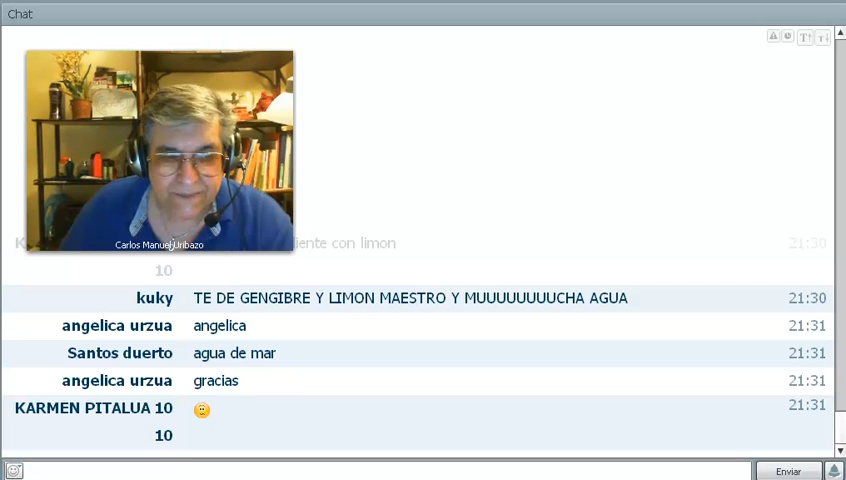 Chat
Carlos Manuel Uribazo
K
iente con limon
21:30
10
kuky TE DE GENGIBRE Y LIMON MAESTRO Y MUUUUUUUUCHA AGUA 21:30
angelica urzua angelica 21:31
Santos duerto agua de mar 21:31
angelica urzua gracias 21:31
KARMEN PITALUA 10 21:31
10
Enviar